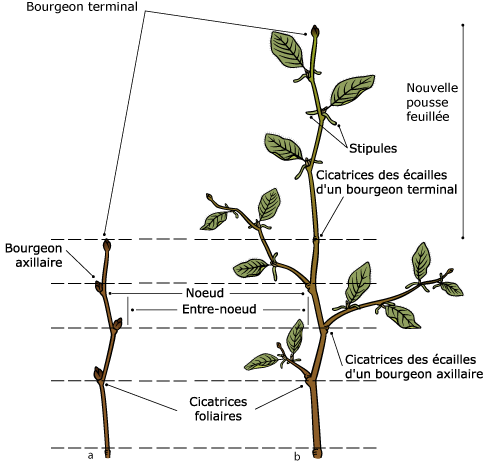 Bourgeon terminal
Nouvelle
pousse
feuillée
Stipules
Cicatrices des écailles
d'un bourgeon terminal
Bourgeon
axillaire
Noeud
Entre-noeud
Cicatrices des écailles
d'un bourgeon axillaire
Cicatrices
foliaires
a
b